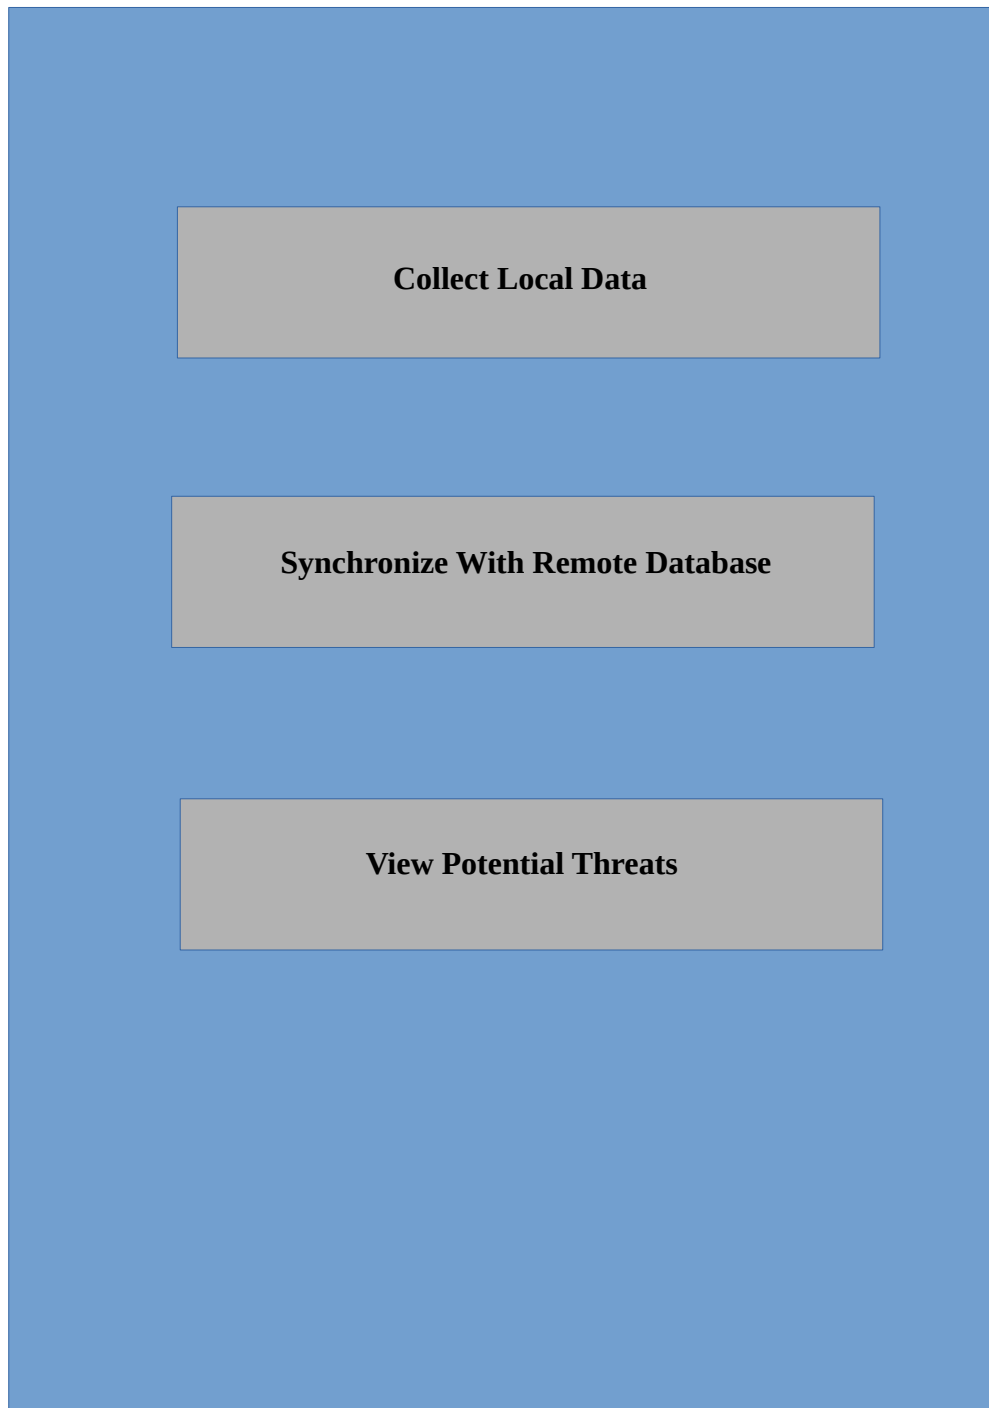 Collect Local Data
Synchronize With Remote Database
View Potential Threats